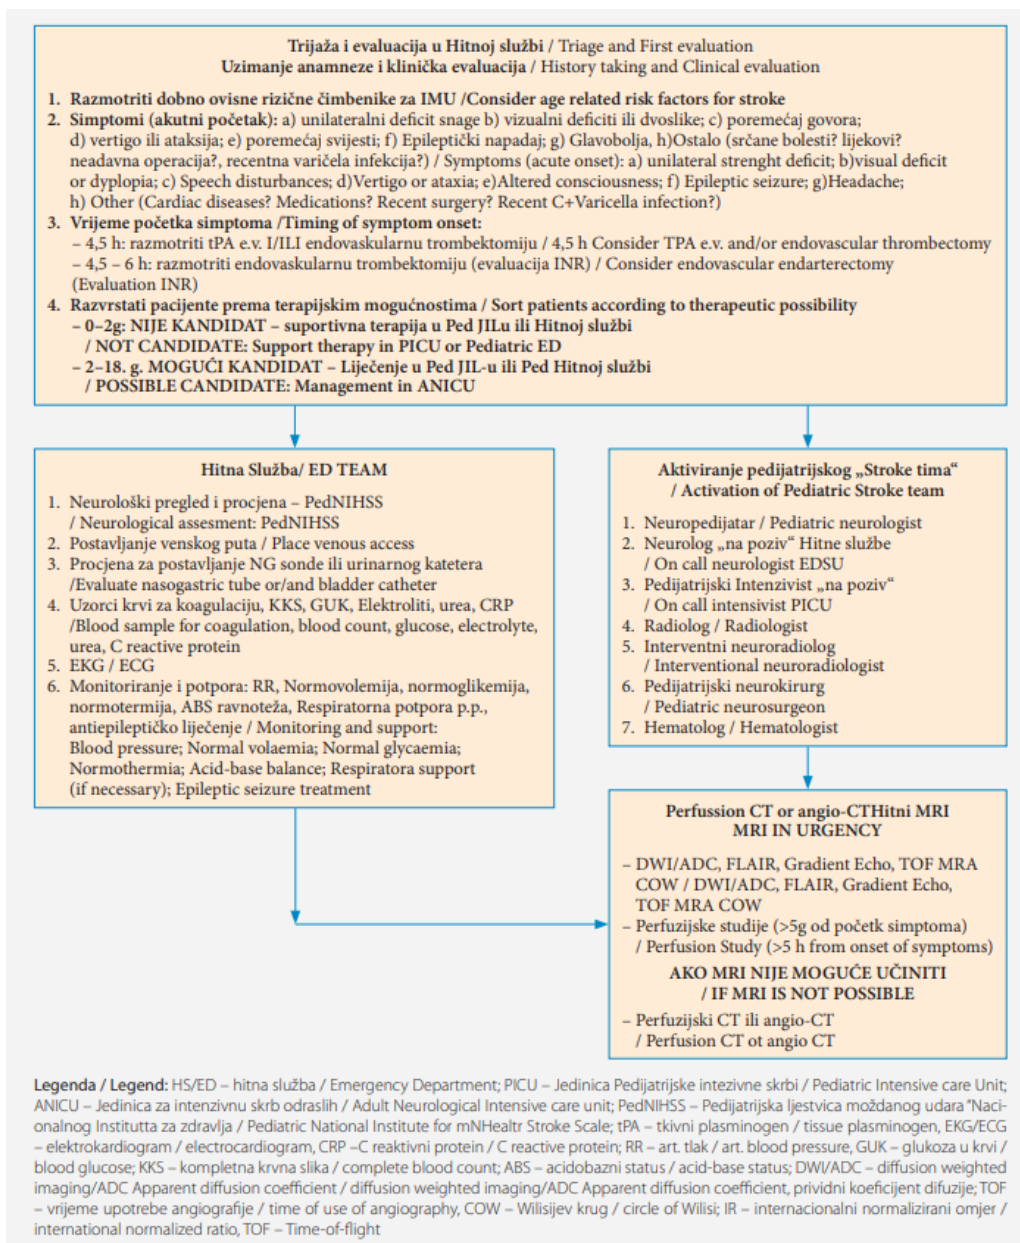 Trijaža i evaluacija u Hitnoj službi / Triage and First evaluation
Uzimanje anamneze i klinička evaluacija / History taking and Clinical evaluation
1. Razmotriti dobno ovisne rizične čimbenike za IMU /Consider age related risk factors for stroke
2. Simptomi (akutni početak): a) unilateralni deficit snage b) vizualni deficiti ili dvoslike; c) poremećaj govora;
d) vertigo ili ataksija; e) poremećaj svijesti; f) Epileptički napadaj; g) Glavobolja, h)Ostalo (srčane bolesti? lijekovi?
neadavna operacija?, recentna varičela infekcija?) / Symptoms (acute onset): a) unilateral strenght deficit; b)visual deficit
or dyplopia; c) Speech disturbances; d)Vertigo or ataxia; e)Altered consciousness; f) Epileptic seizure; g)Headache;
h) Other (Cardiac diseases? Medications? Recent surgery? Recent C+Varicella infection?)
3. Vrijeme početka simptoma /Timing of symptom onset:
– 4,5 h: razmotriti tPA e.v. I/ILI endovaskularnu trombektomiju / 4,5 h Consider TPA e.v. and/or endovascular thrombectomy
– 4,5 – 6 h: razmotriti endovaskularnu trombektomiju (evaluacija INR) / Consider endovascular endarterectomy
(Evaluation INR)
4. Razvrstati pacijente prema terapijskim mogućnostima / Sort patients according to therapeutic possibility
– 0–2g: NIJE KANDIDAT – suportivna terapija u Ped JILu ili Hitnoj službi
/ NOT CANDIDATE: Support therapy in PICU or Pediatric ED
– 2–18. g. MOGUĆI KANDIDAT – Liječenje u Ped JIL-u ili Ped Hitnoj službi
/ POSSIBLE CANDIDATE: Management in ANICU
Hitna Služba/ ED TEAM
1. Neurološki pregled i procjena – PedNIHSS
/ Neurological assesment: PedNIHSS
2. Postavljanje venskog puta / Place venous access
3. Procjena za postavljanje NG sonde ili urinarnog katetera
/Evaluate nasogastric tube or/and bladder catheter
4. Uzorci krvi za koagulaciju, KKS, GUK, Elektroliti, urea, CRP
/Blood sample for coagulation, blood count, glucose, electrolyte,
urea, C reactive protein
5. EKG / ECG
6. Monitoriranje i potpora: RR, Normovolemija, normoglikemija,
normotermija, ABS ravnoteža, Respiratorna potpora p.p.,
antiepileptičko liječenje / Monitoring and support:
Blood pressure; Normal volaemia; Normal glycaemia;
Normothermia; Acid-base balance; Respiratora support
(if necessary); Epileptic seizure treatment
Aktiviranje pedijatrijskog „Stroke tima“
/ Activation of Pediatric Stroke team
1. Neuropedijatar / Pediatric neurologist
2. Neurolog „na poziv“ Hitne službe
/ On call neurologist EDSU
3. Pedijatrijski Intenzivist „na poziv“
/ On call intensivist PICU
4. Radiolog / Radiologist
5. Interventni neuroradiolog
/ Interventional neuroradiologist
6. Pedijatrijski neurokirurg
/ Pediatric neurosurgeon
7. Hematolog / Hematologist
Perfussion CT or angio-CTHitni MRI
MRI IN URGENCY
– DWI/ADC, FLAIR, Gradient Echo, TOF MRA
COW / DWI/ADC, FLAIR, Gradient Echo,
TOF MRA COW
– Perfuzijske studije (>5g od početk simptoma)
/ Perfusion Study (>5 h from onset of symptoms)
AKO MRI NIJE MOGUĆE UČINITI
/ IF MRI IS NOT POSSIBLE
– Perfuzijski CT ili angio-CT
/ Perfusion CT ot angio CT
Legenda / Legend: HS/ED – hitna služba / Emergency Department; PICU – Jedinica Pedijatrijske intezivne skrbi / Pediatric Intensive care Unit;
ANICU – Jedinica za intenzivnu skrb odraslih / Adult Neurological Intensive care unit; PedNIHSS – Pedijatrijska ljestvica moždanog udara "Naci-
onalnog Institutta za zdravlja / Pediatric National Institute for mNHealtr Stroke Scale; tPA – tkivni plasminogen / tissue plasminogen, EKG/ECG
– elektrokardiogram / electrocardiogram, CRP –C reaktivni protein / C reactive protein; RR – art. tlak / art. blood pressure, GUK – glukoza u krvi /
blood glucose; KKS – kompletna krvna slika / complete blood count; ABS – acidobazni status / acid-base status; DWI/ADC – diffusion weighted
imaging/ADC Apparent diffusion coefficient / diffusion weighted imaging/ADC Apparent diffusion coefficient, prividni koeficijent difuzije; TOF
– vrijeme upotrebe angiografije / time of use of angiography, COW – Wilisijev krug / circle of Wilisi; IR – internacionalni normalizirani omjer /
international normalized ratio, TOF – Time-of-flight